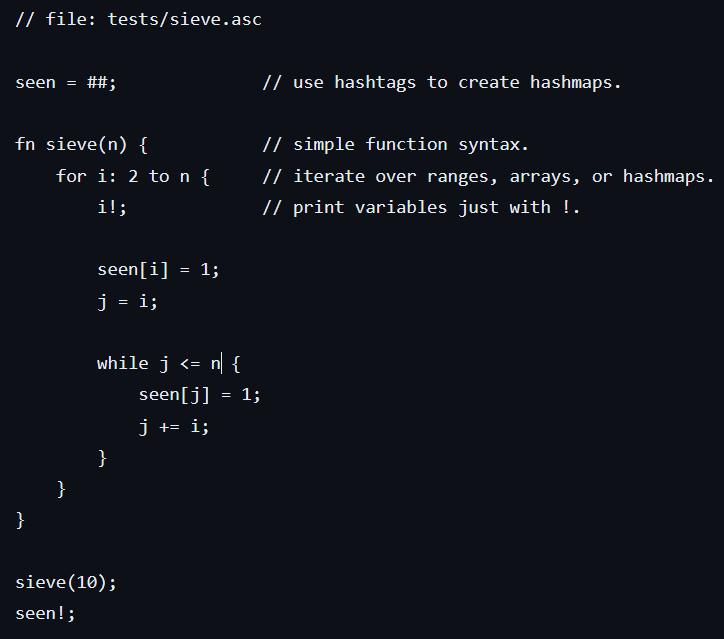 // file: tests/sieve.asc
seen = ##;              // use hashtags to create hashmaps.
fn sieve(n) {           // simple function syntax.
    for i: 2 to n {     // iterate over ranges, arrays, or hashmaps.
        i!;             // print variables just with !.
        seen[i] = 1;
        j = i;
        while j <= n {
            seen[j] = 1;
            j += i;
        }
    }
}
sieve(10);
seen!;